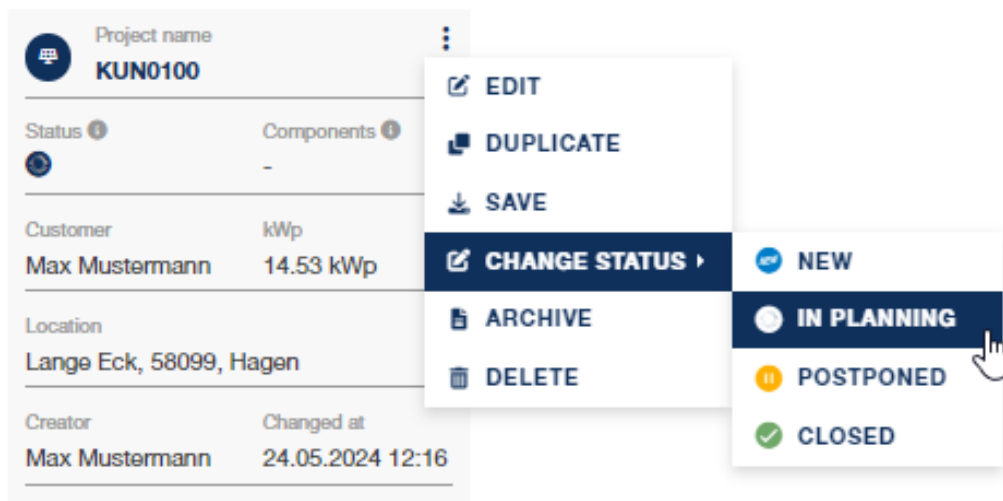 Project name
KUN0100
Status
Components
-
Customer
kWp
Max Mustermann
14.53 kWp
Location
Lange Eck, 58099, Hagen
Creator
Changed at
Max Mustermann
24.05.2024 12:16
EDIT
DUPLICATE
SAVE
CHANGE STATUS
ARCHIVE
DELETE
NEW
IN PLANNING
POSTPONED
CLOSED